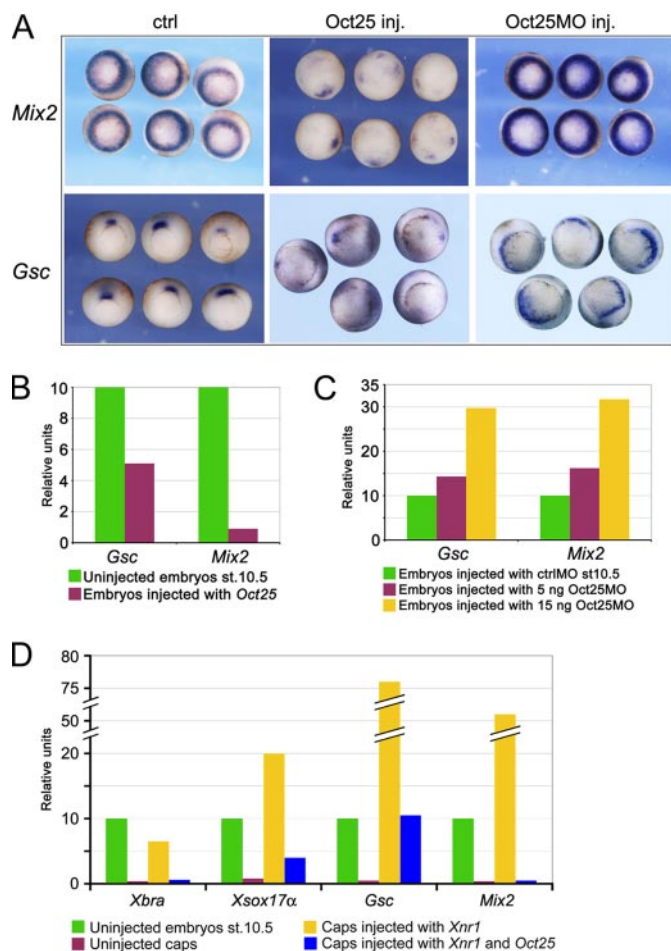 A
ctrl
Oct25 inj.
Oct25MO inj.
Mix2
Gsc
B
Relative units
10
8
6
4
2
0
Gsc
Mix2
Uninjected embryos st.10.5
Embryos injected with Oct25
C
Relative units
35
30
20
10
0
Gsc
Mix2
Embryos injected with ctrlMO st10.5
Embryos injected with 5 ng Oct25MO
Embryos injected with 15 ng Oct25MO
D
Relative units
80
75
50
20
10
0
Xbra
Xsox17α
Gsc
Mix2
Uninjected embryos st.10.5
Uninjected caps
Caps injected with Xnr1
Caps injected with Xnr1 and Oct25